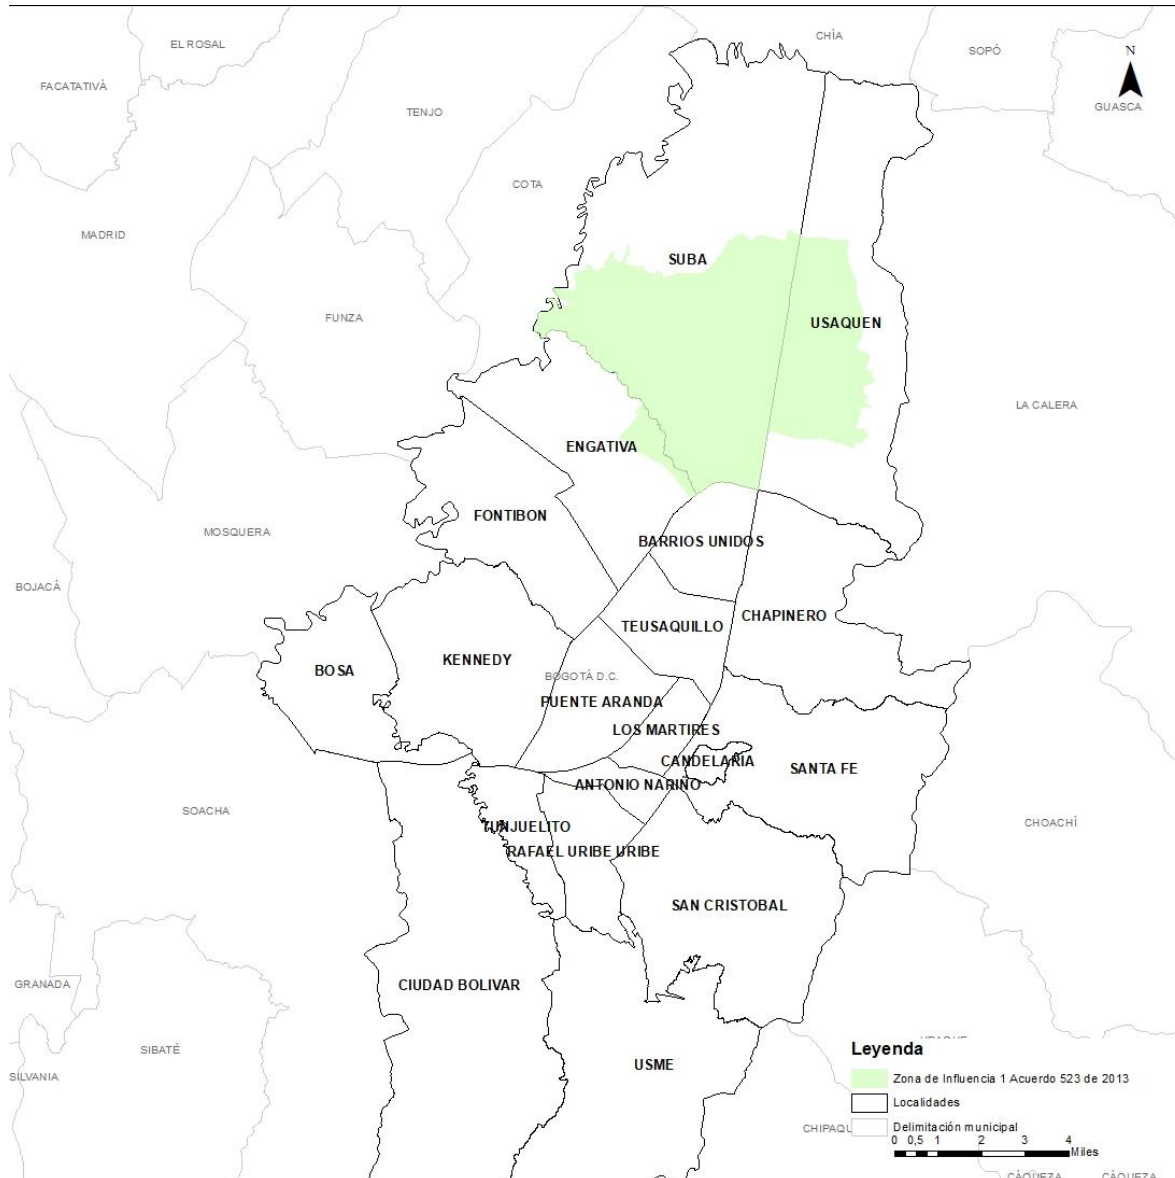 CHÍA
EL ROSAL
SOPÓ
N
FACATATIVÁ
GUASCA
TENJO
COTA
MADRID
SUBA
FUNZA
USAQUEN
LA CALERA
ENGATIVA
FONTIBON
MOSQUERA
BARRIOS UNIDOS
BOJACÁ
CHAPINERO
TEUSAQUILLO
KENNEDY
BOSA
BOGOTÁ D.C.
PUENTE ARANDA
LOS MARTIRES
CANDELARIA
SANTA FE
ANTONIO NARIÑO
SOACHA
CHOACHÍ
TUNJUELITO
RAFAEL URIBE URIBE
SAN CRISTOBAL
GRANADA
CIUDAD BOLIVAR
SIBATÉ
USME
SILVANIA
Leyenda
Zona de Influencia 1 Acuerdo 523 de 2013
Localidades
Delimitación municipal
CHIPAQU
0 0,5 1 2 3 4
Miles
CÁQUEZA
CÁQUEZA